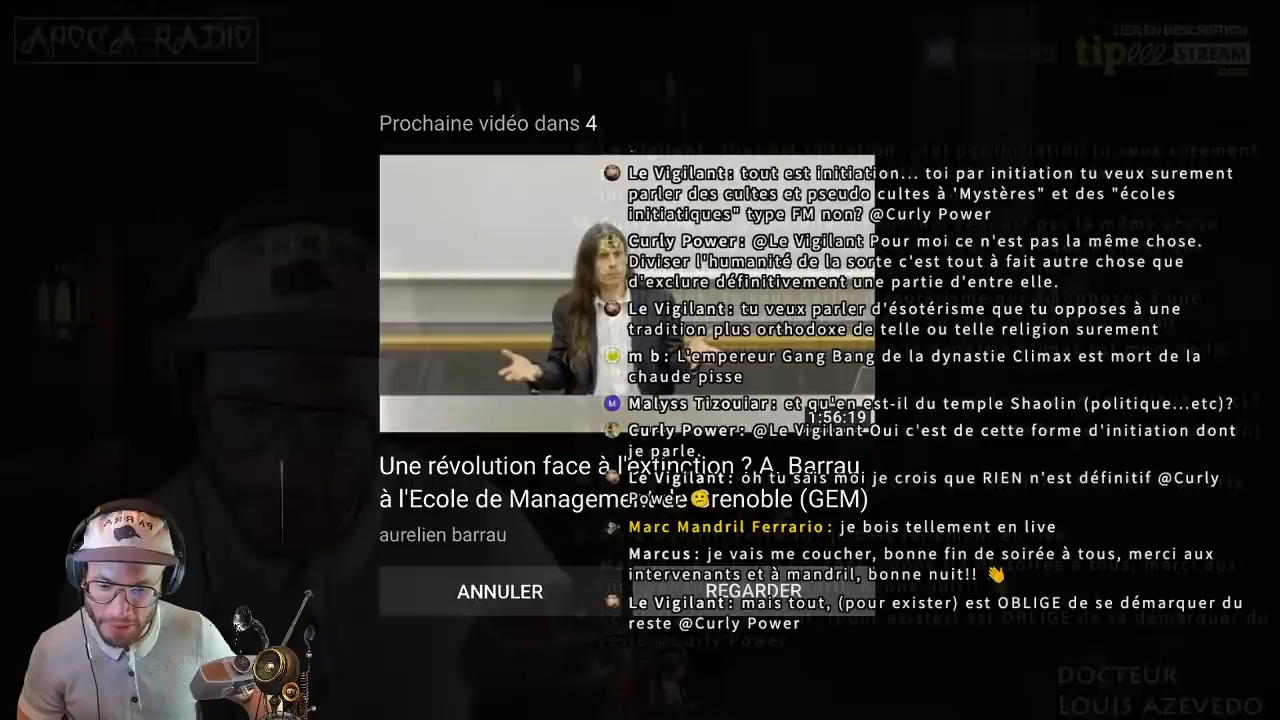 APOCA-RADIO
LIEN EN DESCRIPTION
tipeee STREAM
.COM
Prochaine vidéo dans 4
Le Vigilant: tout est initiation... toi par initiation tu veux surement
parler des cultes et pseudo cultes à 'Mystères" et des "écoles
initiatiques" type FM non? @Curly Power
Curly Power: @Le Vigilant Pour moi ce n'est pas la même chose.
Diviser l'humanité de la sorte c'est tout à fait autre chose que
d'exclure définitivement une partie d'entre elle.
Le Vigilant: tu veux parler d'ésotérisme que tu opposes à une
tradition plus orthodoxe de telle ou telle religion surement
m b: L'empereur Gang Bang de la dynastie Climax est mort de la
chaude pisse
M Malyss Tizouiar: et qu'en est-il du temple Shaolin (politique...etc)?
1:56:19
Curly Power: @Le Vigilant Oui c'est de cette forme d'initiation dont
je parle.
Une révolution face à l'extinction ? A. Barrau
à l'Ecole de Management de Grenoble (GEM)
Le Vigilant: oh tu sais moi je crois que RIEN n'est définitif @Curly
Power 😕
aurelien barrau
Marc Mandril Ferrario: je bois tellement en live
Marcus: je vais me coucher, bonne fin de soirée à tous, merci aux
intervenants et à mandril, bonne nuit!! 👋
ANNULER
REGARDER
Le Vigilant: mais tout, (pour exister) est OBLIGE de se démarquer du
reste @Curly Power
DOCTEUR
LOUIS AZEVEDO